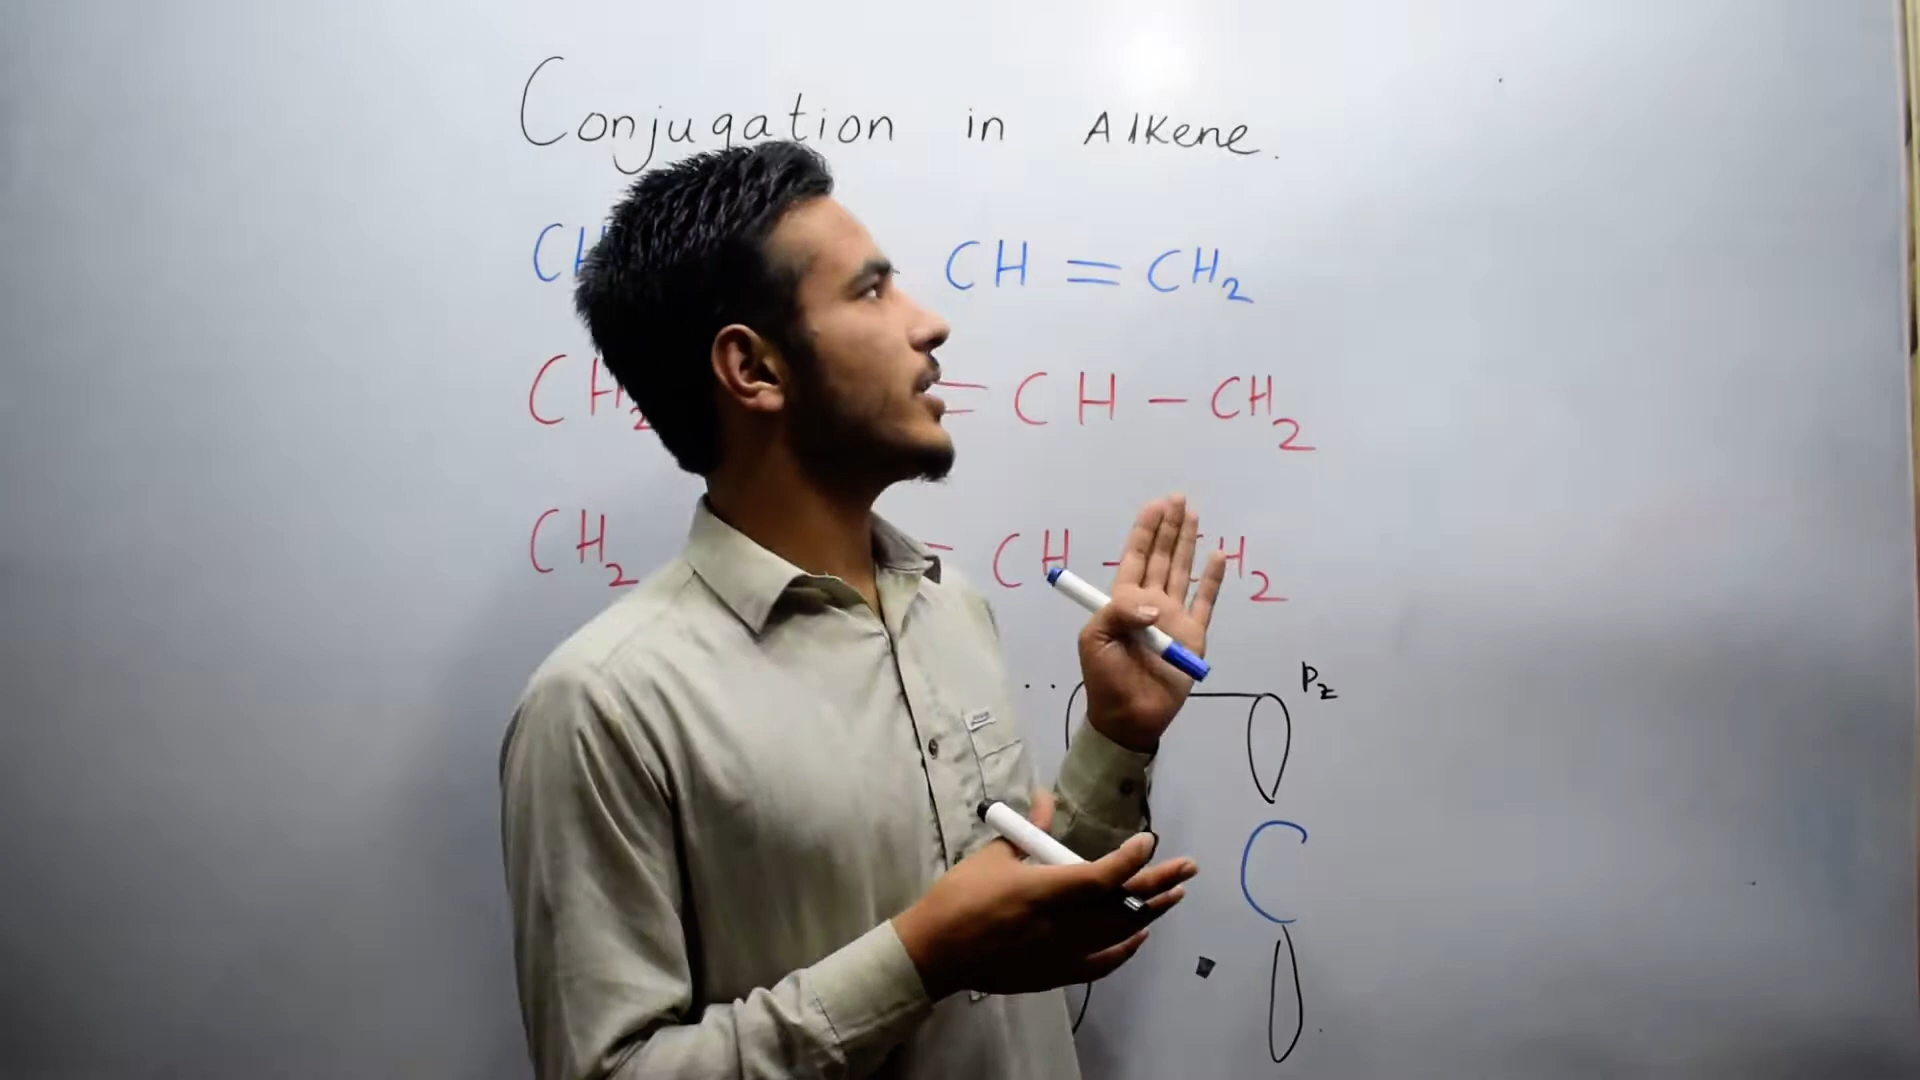 Conjugation in Alkene.
CH CH = CH2
CH2 = CH - CH2
CH2 - CH - CH2
Pz
C